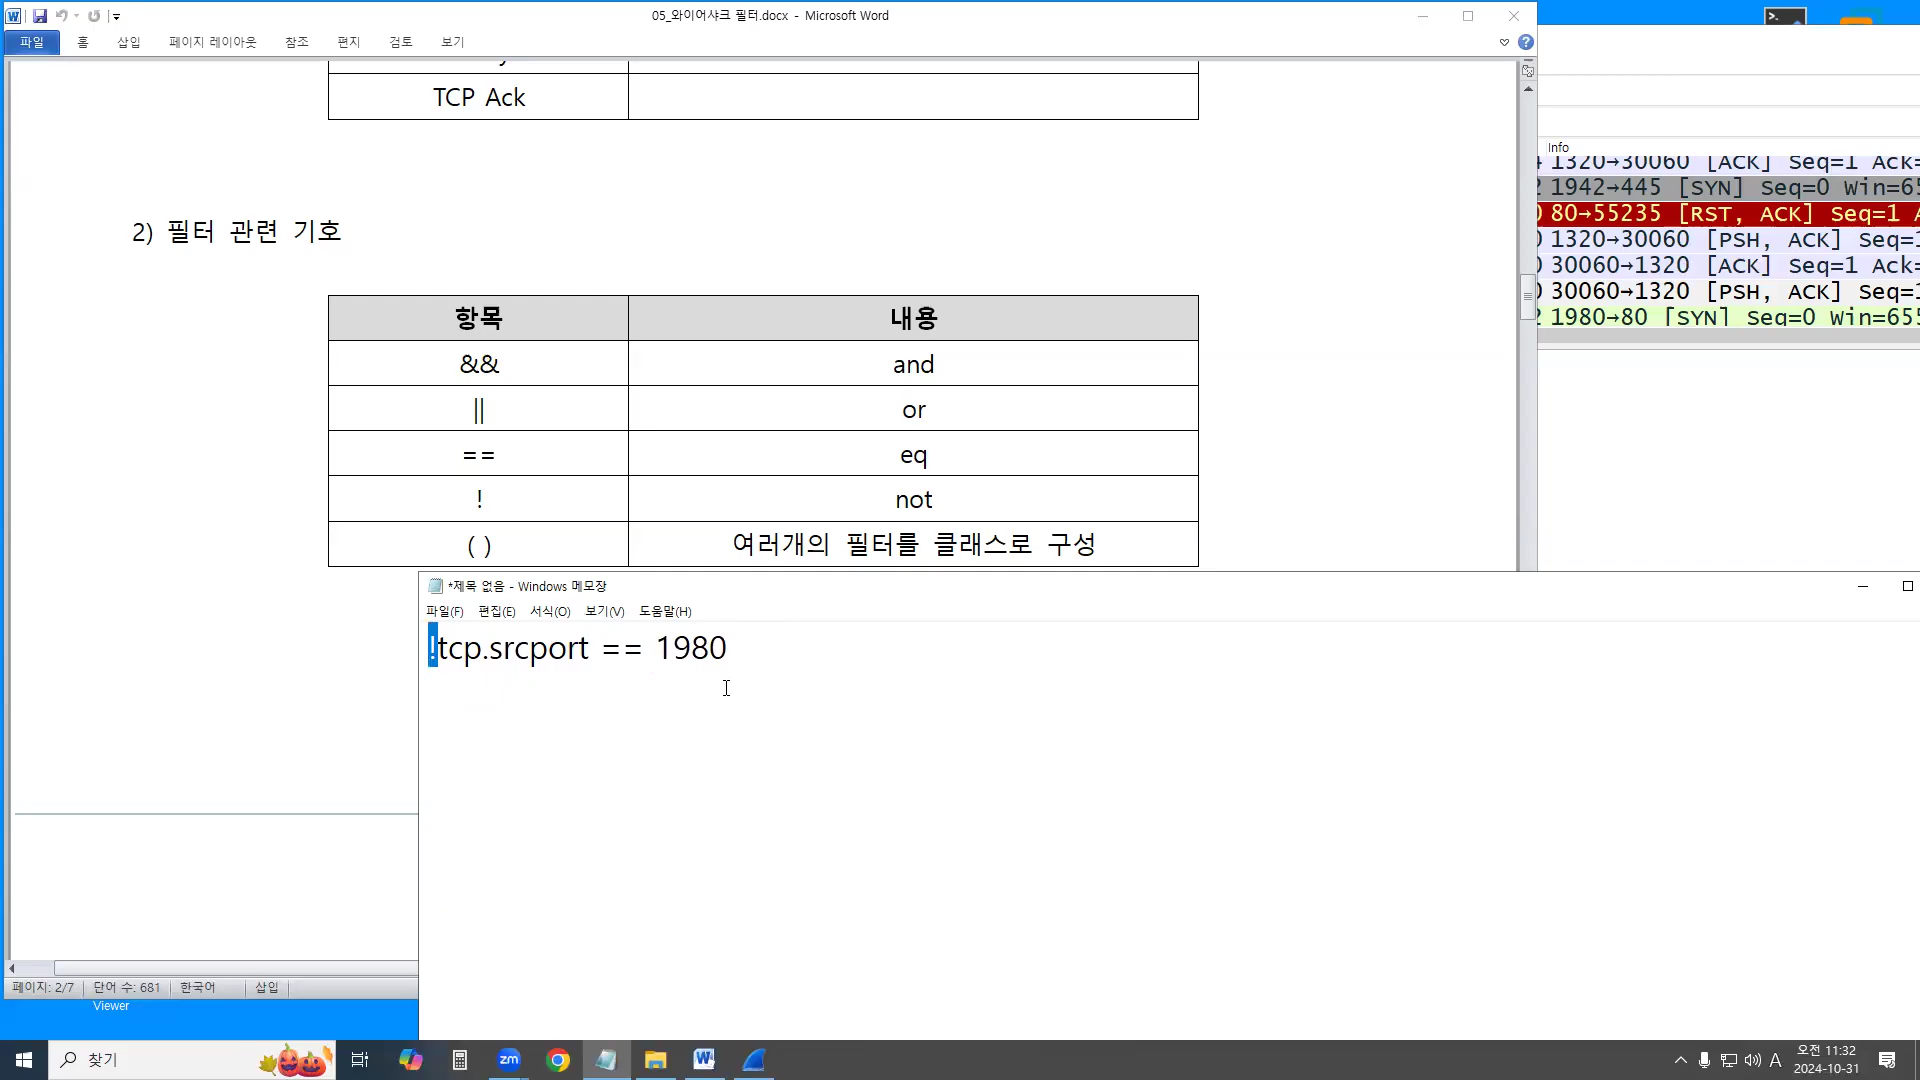 05_와이어샤크 필터.docx - Microsoft Word
파일 홈 삽입 페이지 레이아웃 참조 편지 검토 보기
TCP Ack
2) 필터 관련 기호
항목 내용
&& and
|| or
== eq
! not
( ) 여러개의 필터를 클래스로 구성
Info
1320→30060 [ACK] Seq=1 Ack=
1942→445 [SYN] Seq=0 Win=65
80→55235 [RST, ACK] Seq=1
1320→30060 [PSH, ACK] Seq=1
30060→1320 [ACK] Seq=1 Ack=
30060→1320 [PSH, ACK] Seq=1
1980→80 [SYN] Seq=0 Win=655
*제목 없음 - Windows 메모장
파일(F) 편집(E) 서식(O) 보기(V) 도움말(H)
!tcp.srcport == 1980
페이지: 2/7 단어 수: 681 한국어 삽입
Viewer
찾기
zm
A
오전 11:32
2024-10-31